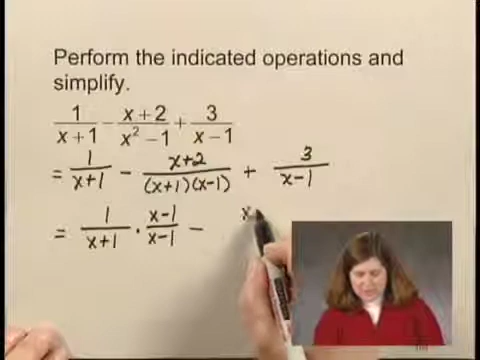 Perform the indicated operations and
simplify.
1/(x+1) - (x+2)/(x²-1) + 3/(x-1)
= 1/(x+1) - (x+2)/((x+1)(x-1)) + 3/(x-1)
= 1/(x+1) · (x-1)/(x-1) - x